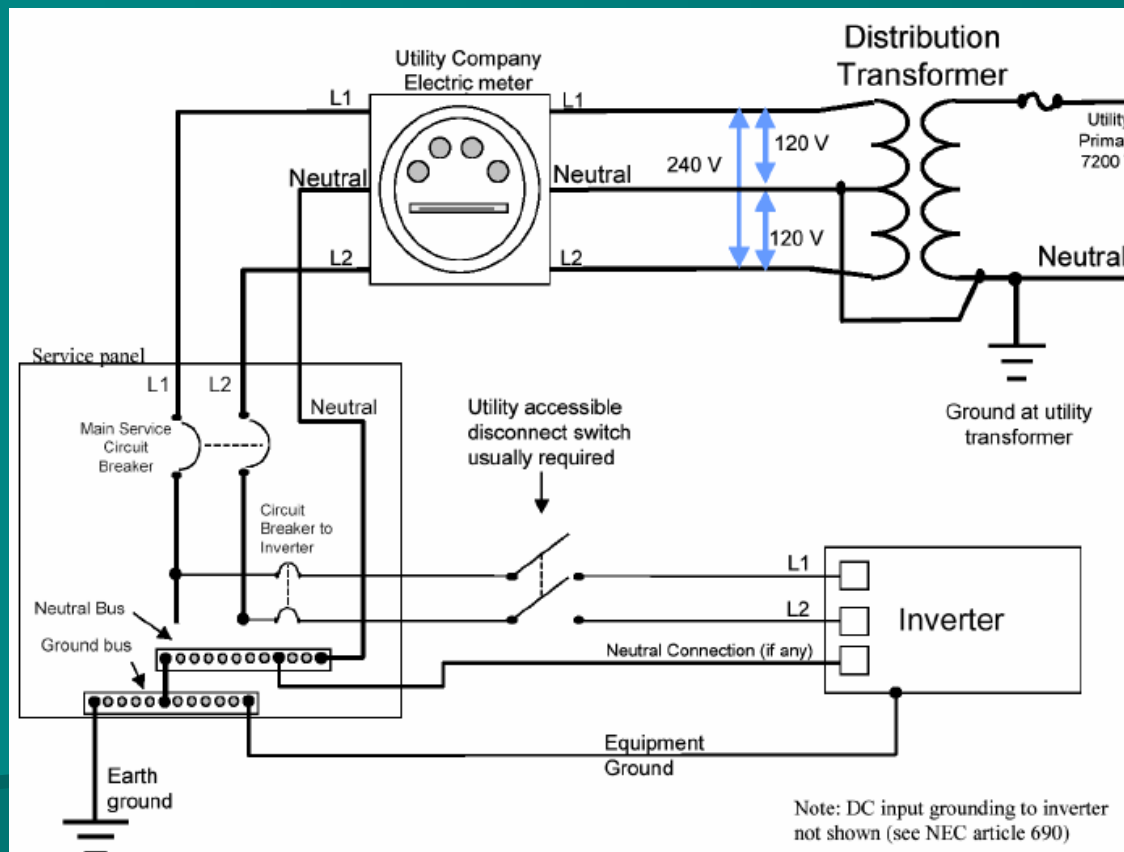 Distribution
Transformer
Utility Company
Electric meter
L1
L1
Utility
Prima
7200
120 V
240 V
Neutral
Neutral
120 V
L2
L2
Neutral
Service panel
L1
L2
Neutral
Main Service
Circuit
Breaker
Utility accessible
disconnect switch
usually required
Ground at utility
transformer
Circuit
Breaker to
Inverter
L1
L2
Inverter
Neutral Bus
Ground bus
Neutral Connection (if any)
Equipment
Ground
Earth
ground
Note: DC input grounding to inverter
not shown (see NEC article 690)